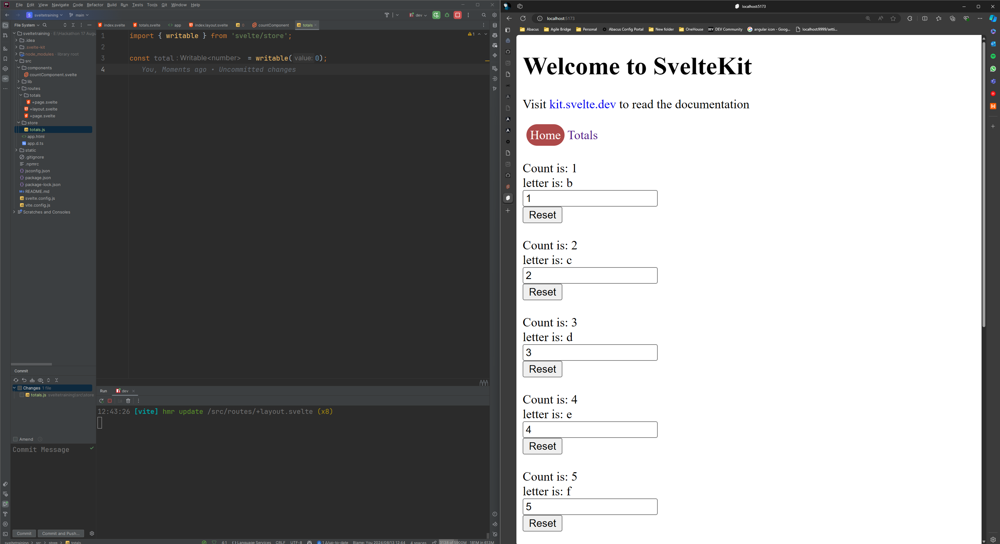 File Edit View Navigate Code Refactor Build Run Tests Tools Git Window Help
S sveltetraining main dev
File System
sveltetraining E:\Hackathon 17 Augu
.idea
.svelte-kit
node_modules library root
src
components
countComponent.svelte
lib
routes
totals
+page.svelte
+layout.svelte
+page.svelte
store
totals.js
app.html
app.d.ts
static
.gitignore
.npmrc
jsconfig.json
package.json
package-lock.json
README.md
svelte.config.js
vite.config.js
Scratches and Consoles
index.svelte totals.svelte app index.layout.svelte 0 countComponent totals
1 import { writable } from 'svelte/store';
2
3 const total : Writable<number> = writable( value: 0);
4 You, Moments ago • Uncommitted changes
1
Commit
Changes 1 file
totals.js sveltetraining\src\store
Amend
Commit Message
Commit Commit and Push...
Run dev
12:43:26 [vite] hmr update /src/routes/+layout.svelte (x8)
sveltetraining > src > store > totals
4:1 Language Services CRLF UTF-8 1 Δ/up-to-date Blame: You 2024/08/13 12:44 4 spaces 3138 of 5900M 181M in 613M
localhost:5173
localhost:5173
Abacus Agile Bridge Personal Abacus Config Portal New folder OneHouse DEV DEV Community angular icon - Goog... localhost:9999/setti...
Welcome to SvelteKit
Visit kit.svelte.dev to read the documentation
Home Totals
Count is: 1
letter is: b
1
Reset
Count is: 2
letter is: c
2
Reset
Count is: 3
letter is: d
3
Reset
Count is: 4
letter is: e
4
Reset
Count is: 5
letter is: f
5
Reset